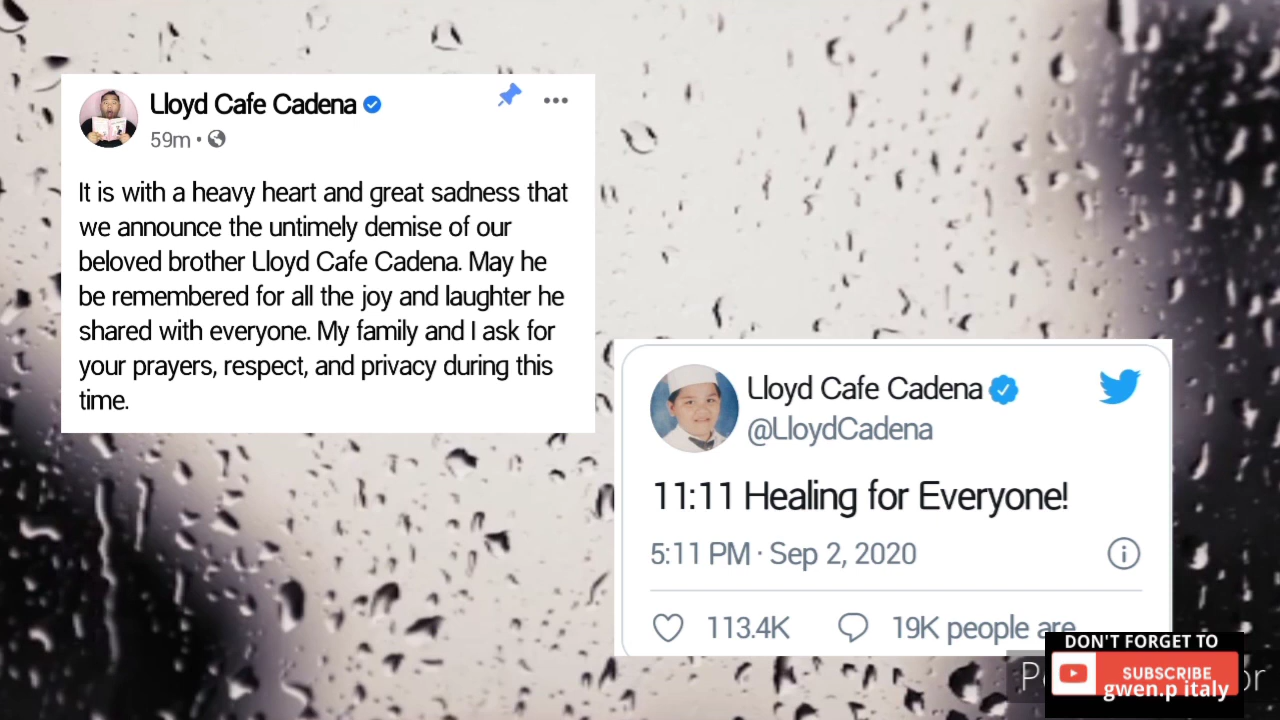 Lloyd Cafe Cadena
59m •
It is with a heavy heart and great sadness that
we announce the untimely demise of our
beloved brother Lloyd Cafe Cadena. May he
be remembered for all the joy and laughter he
shared with everyone. My family and I ask for
your prayers, respect, and privacy during this
time.
Lloyd Cafe Cadena
@LloydCadena
11:11 Healing for Everyone!
5:11 PM · Sep 2, 2020
113.4K 19K people are
DON'T FORGET TO
SUBSCRIBE
gwen.p italy